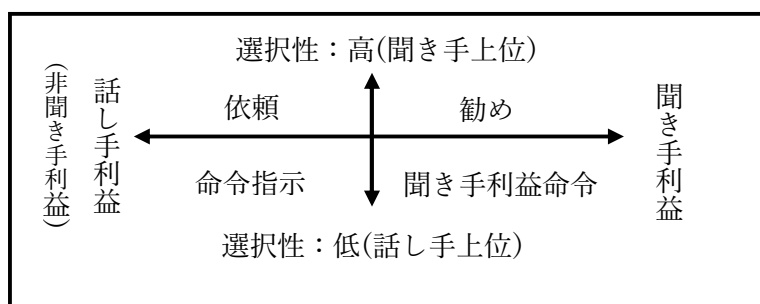 選択性：高(聞き手上位)
(非聞き手利益)
話し手利益
依頼
勧め
聞き手利益
命令指示
聞き手利益命令
選択性：低(話し手上位)